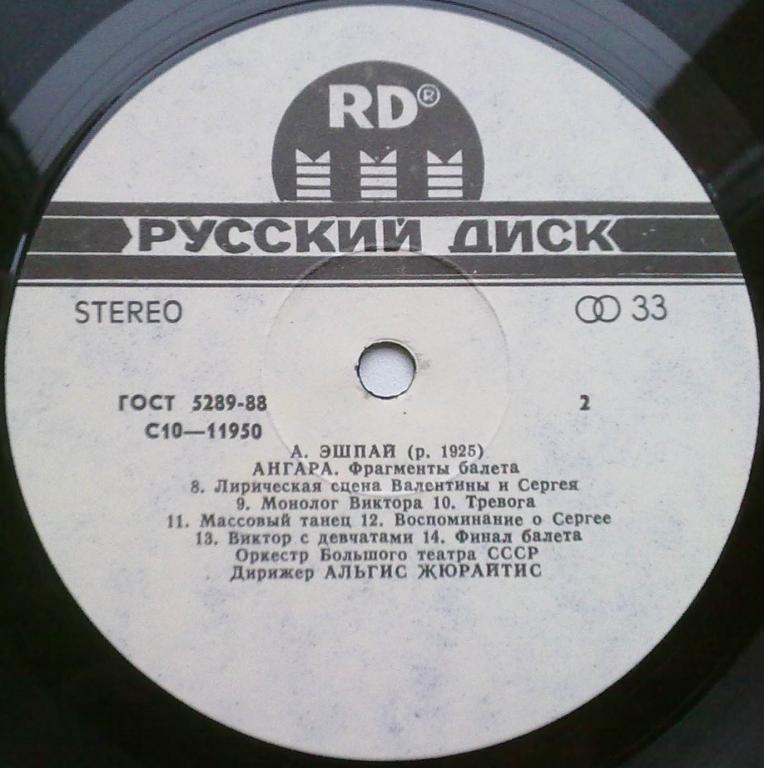 RD®
РУССКИЙ ДИСК
STEREO
33
ГОСТ 5289-88
2
С10—11950
А. ЭШПАЙ (р. 1925)
АНГАРА. Фрагменты балета
8. Лирическая сцена Валентины и Сергея
9. Монолог Виктора 10. Тревога
11. Массовый танец 12. Воспоминание о Сергее
13. Виктор с девчатами 14. Финал балета
Оркестр Большого театра СССР
Дирижер АЛЬГИС ЖЮРАЙТИС